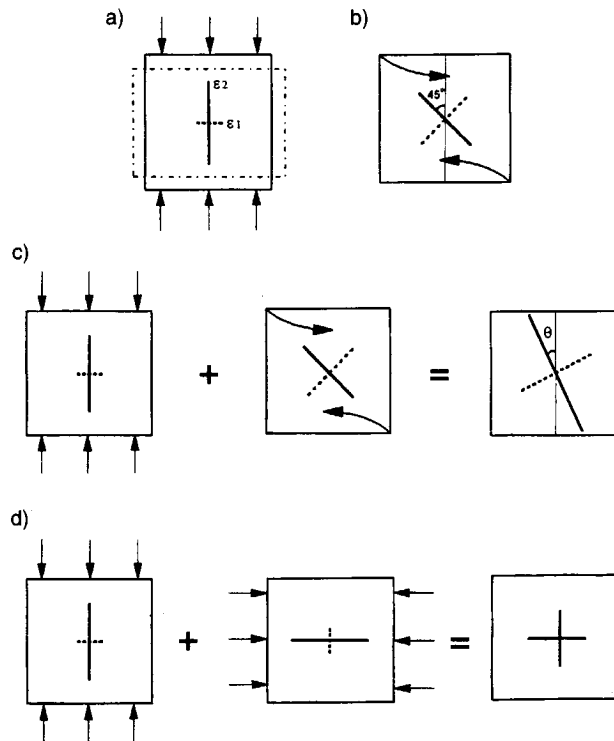 a)
b)
ε2
ε1
45°
c)
+
=
θ
d)
+
=